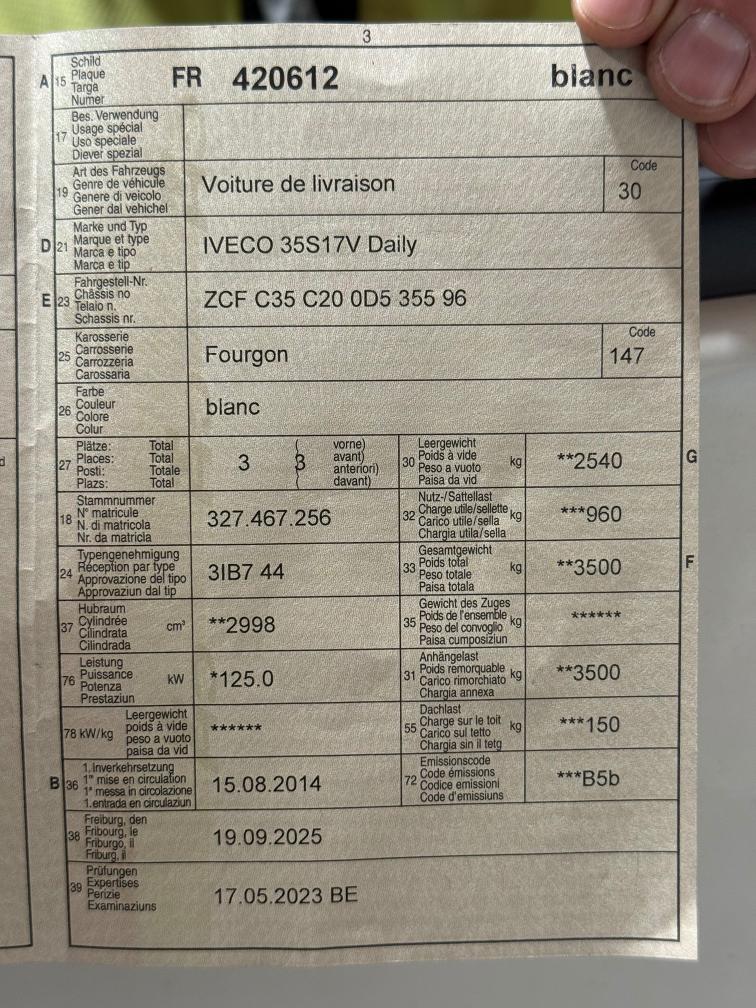 3
A 15 Schild
Plaque
Targa
Numer
FR 420612 blanc
17 Bes. Verwendung
Usage spécial
Uso speciale
Diever spezial
19 Art des Fahrzeugs
Genre de véhicule
Genere di veicolo
Gener dal vehichel
Voiture de livraison
Code
30
D 21 Marke und Typ
Marque et type
Marca e tipo
Marca e tip
IVECO 35S17V Daily
E 23 Fahrgestell-Nr.
Châssis no
Telaio n.
Schassis nr.
ZCF C35 C20 0D5 355 96
25 Karosserie
Carrosserie
Carrozzeria
Carossaria
Fourgon
Code
147
26 Farbe
Couleur
Colore
Colur
blanc
27 Plätze: Total
Places: Total
Posti: Totale
Plazs: Total
3
3
vorne)
avant)
anteriori)
davant)
30 Leergewicht
Poids à vide
Peso a vuoto
Paisa da vid
kg
**2540
G
18 Stammnummer
N° matricule
N. di matricola
Nr. da matricla
327.467.256
32 Nutz-/Sattellast
Charge utile/sellette
Carico utile/sella
Chargia utila/sella
kg
***960
24 Typengenehmigung
Réception par type
Approvazione del tipo
Approvaziun dal tip
3IB7 44
33 Gesamtgewicht
Poids total
Peso totale
Paisa totala
kg
**3500
F
37 Hubraum
Cylindrée
Cilindrata
Cilindrada
cm³
**2998
35 Gewicht des Zuges
Poids de l'ensemble
Peso del convoglio
Paisa cumposiziun
kg
******
76 Leistung
Puissance
Potenza
Prestaziun
kW
*125.0
31 Anhängelast
Poids remorquable
Carico rimorchiato
Chargia annexa
kg
**3500
78 kW/kg
Leergewicht
poids à vide
peso a vuoto
paisa da vid
******
55 Dachlast
Charge sur le toit
Carico sul tetto
Chargia sin il tetg
kg
***150
B 36 1. Inverkehrsetzung
1re mise en circulation
1a messa in circolazione
1. entrada en circulaziun
15.08.2014
72 Emissionscode
Code émissions
Codice emissioni
Code d'emissiuns
***B5b
38 Freiburg, den
Fribourg, le
Friburgo, il
Friburg, il
19.09.2025
39 Prüfungen
Expertises
Perizie
Examinaziuns
17.05.2023 BE